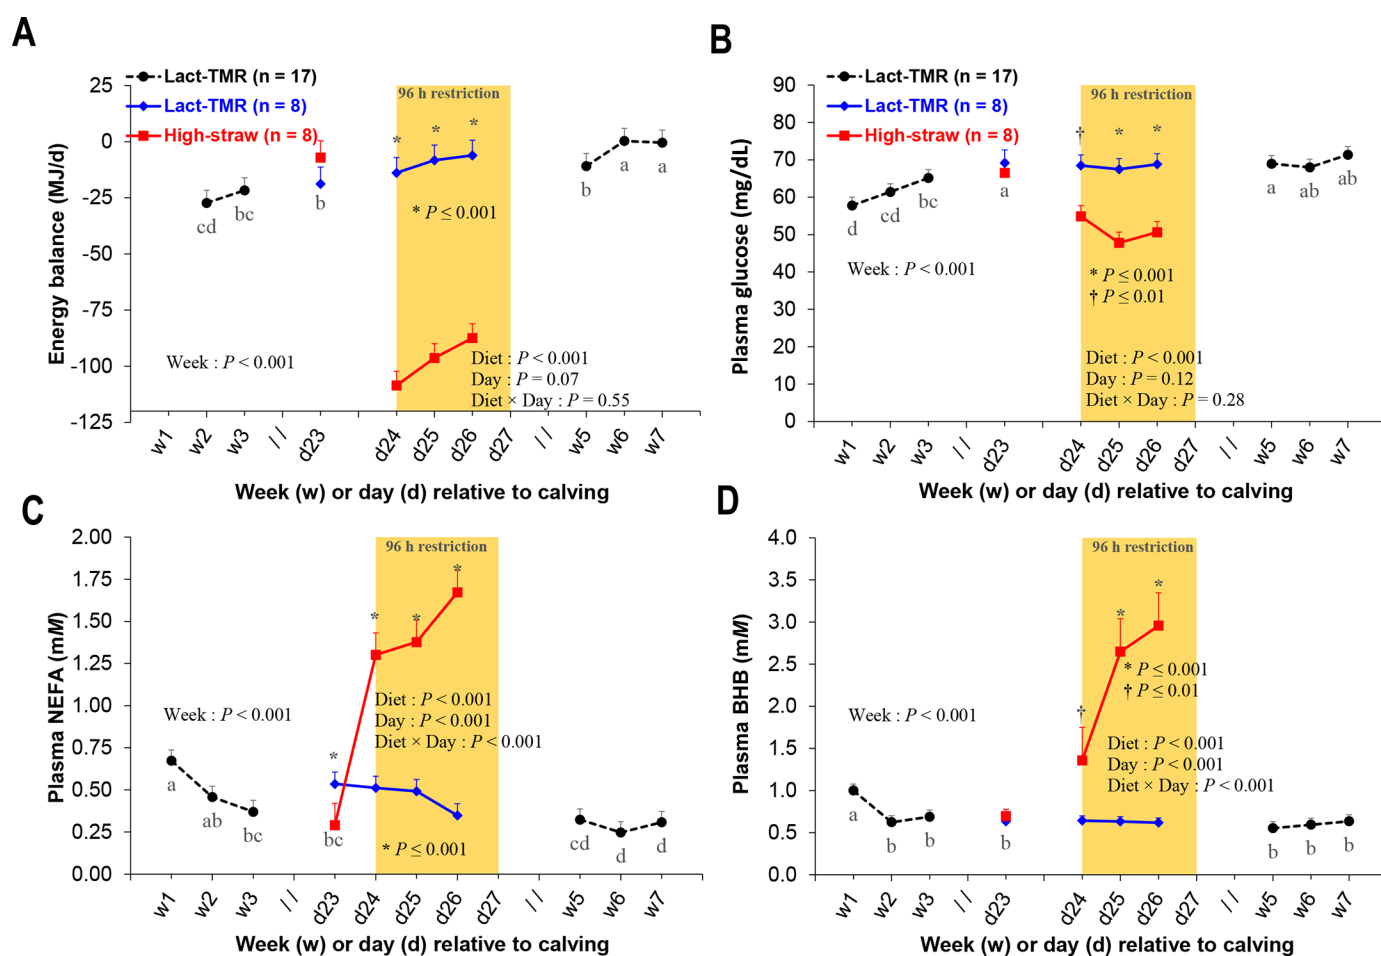 A
Lact-TMR (n = 17)
Lact-TMR (n = 8)
High-straw (n = 8)
96 h restriction
Energy balance (MJ/d)
25
0
-25
-50
-75
-100
-125
* * *
cd bc b b a a
* P ≤ 0.001
Week : P < 0.001
Diet : P < 0.001
Day : P = 0.07
Diet × Day : P = 0.55
w1 w2 w3 // d23 d24 d25 d26 d27 // w5 w6 w7
Week (w) or day (d) relative to calving
B
Lact-TMR (n = 17)
Lact-TMR (n = 8)
High-straw (n = 8)
96 h restriction
Plasma glucose (mg/dL)
90
80
70
60
50
40
30
20
10
0
† * *
d cd bc a a ab ab
Week : P < 0.001
* P ≤ 0.001
† P ≤ 0.01
Diet : P < 0.001
Day : P = 0.12
Diet × Day : P = 0.28
w1 w2 w3 // d23 d24 d25 d26 d27 // w5 w6 w7
Week (w) or day (d) relative to calving
C
96 h restriction
Plasma NEFA (mM)
2.00
1.75
1.50
1.25
1.00
0.75
0.50
0.25
0.00
* * * *
Week : P < 0.001
Diet : P < 0.001
Day : P < 0.001
Diet × Day : P < 0.001
a ab bc bc cd d d
* P ≤ 0.001
w1 w2 w3 // d23 d24 d25 d26 d27 // w5 w6 w7
Week (w) or day (d) relative to calving
D
96 h restriction
Plasma BHB (mM)
4.0
3.5
3.0
2.5
2.0
1.5
1.0
0.5
0.0
† * *
* P ≤ 0.001
† P ≤ 0.01
Week : P < 0.001
Diet : P < 0.001
Day : P < 0.001
Diet × Day : P < 0.001
a b b b b b b
w1 w2 w3 // d23 d24 d25 d26 d27 // w5 w6 w7
Week (w) or day (d) relative to calving